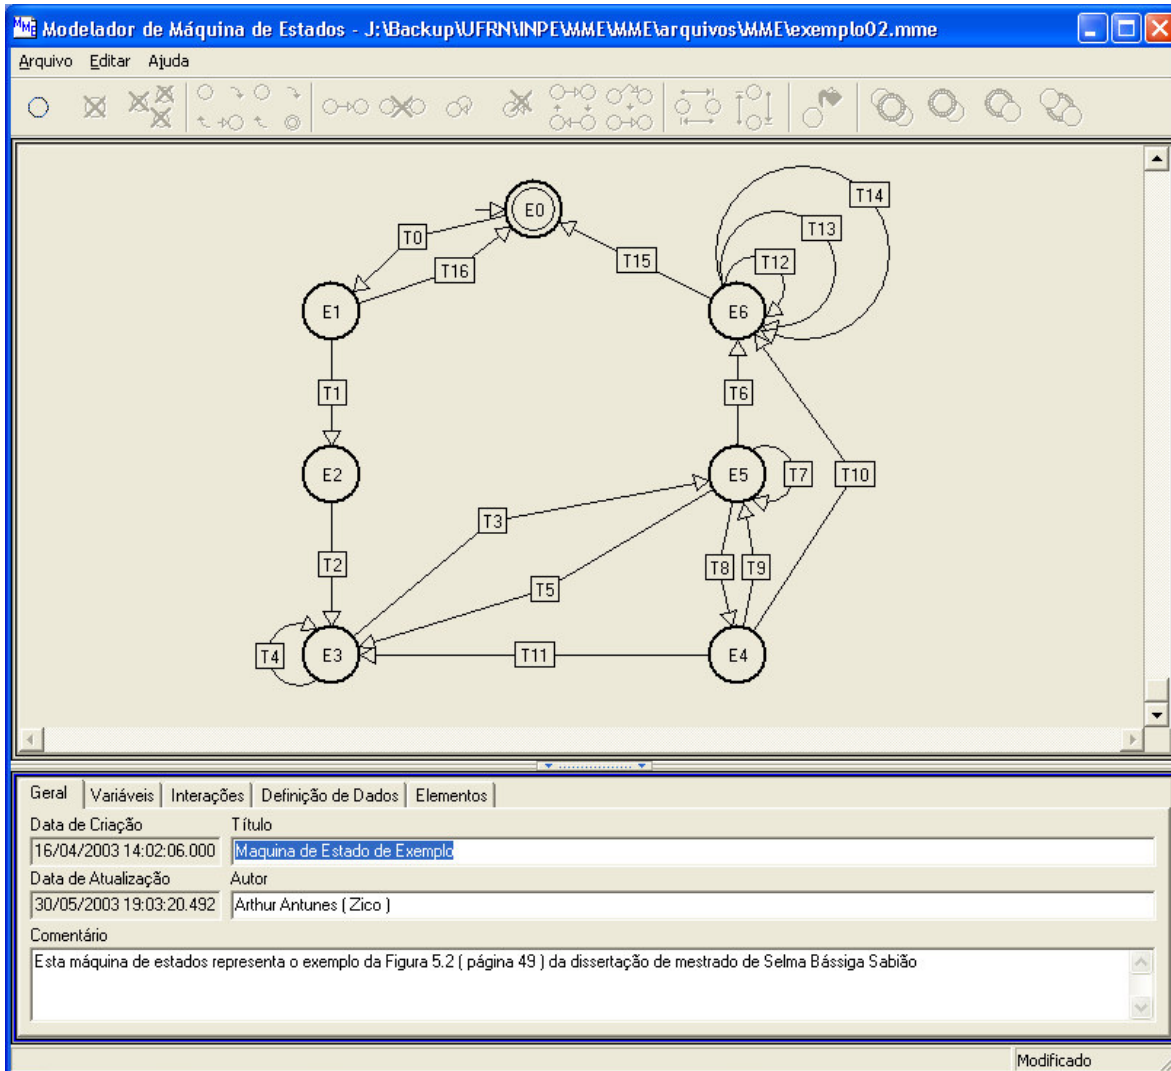 MME Modelador de Máquina de Estados - J:\Backup\UFRN\INPE\MME\MME\arquivos\MME\exemplo02.mme
Arquivo Editar Ajuda
T14
E0
T13
T0
T15
T12
T16
E1
E6
T1
T6
E2
E5
T7
T10
T3
T2
T8
T9
T5
T4
E3
T11
E4
Geral Variáveis Interações Definição de Dados Elementos
Data de Criação Título
16/04/2003 14:02:06.000 Maquina de Estado de Exemplo
Data de Atualização Autor
30/05/2003 19:03:20.492 Arthur Antunes ( Zico )
Comentário
Esta máquina de estados representa o exemplo da Figura 5.2 ( página 49 ) da dissertação de mestrado de Selma Bássiga Sabião
Modificado